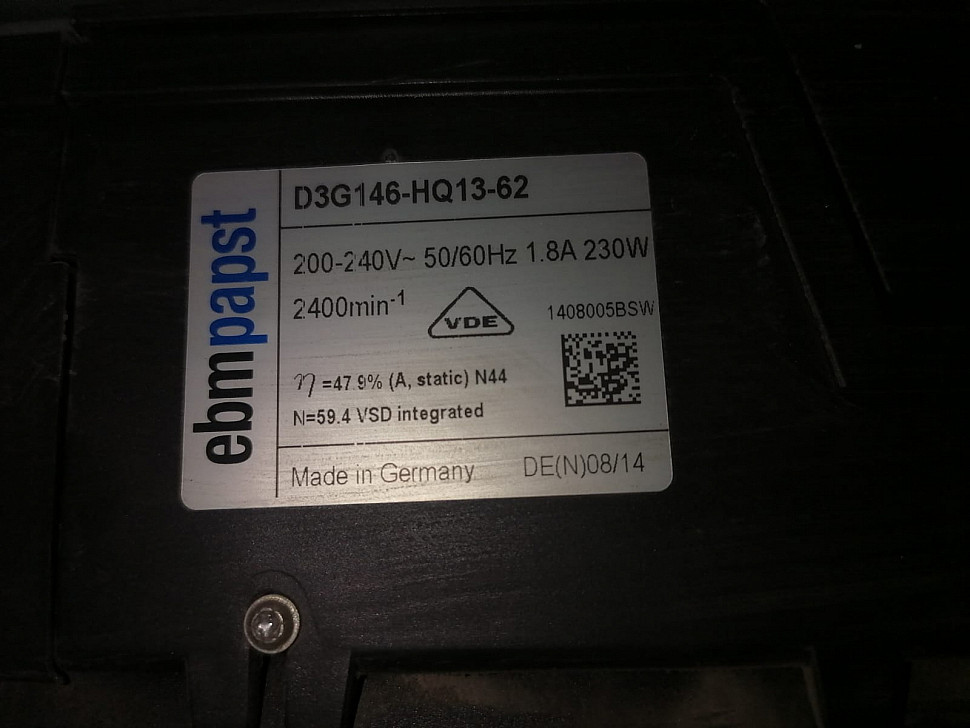 ebmpapst
D3G146-HQ13-62
200-240V~ 50/60Hz 1.8A 230W
2400min⁻¹
VDE
1408005BSW
η =47.9% (A, static) N44
N=59.4 VSD integrated
Made in Germany DE(N)08/14